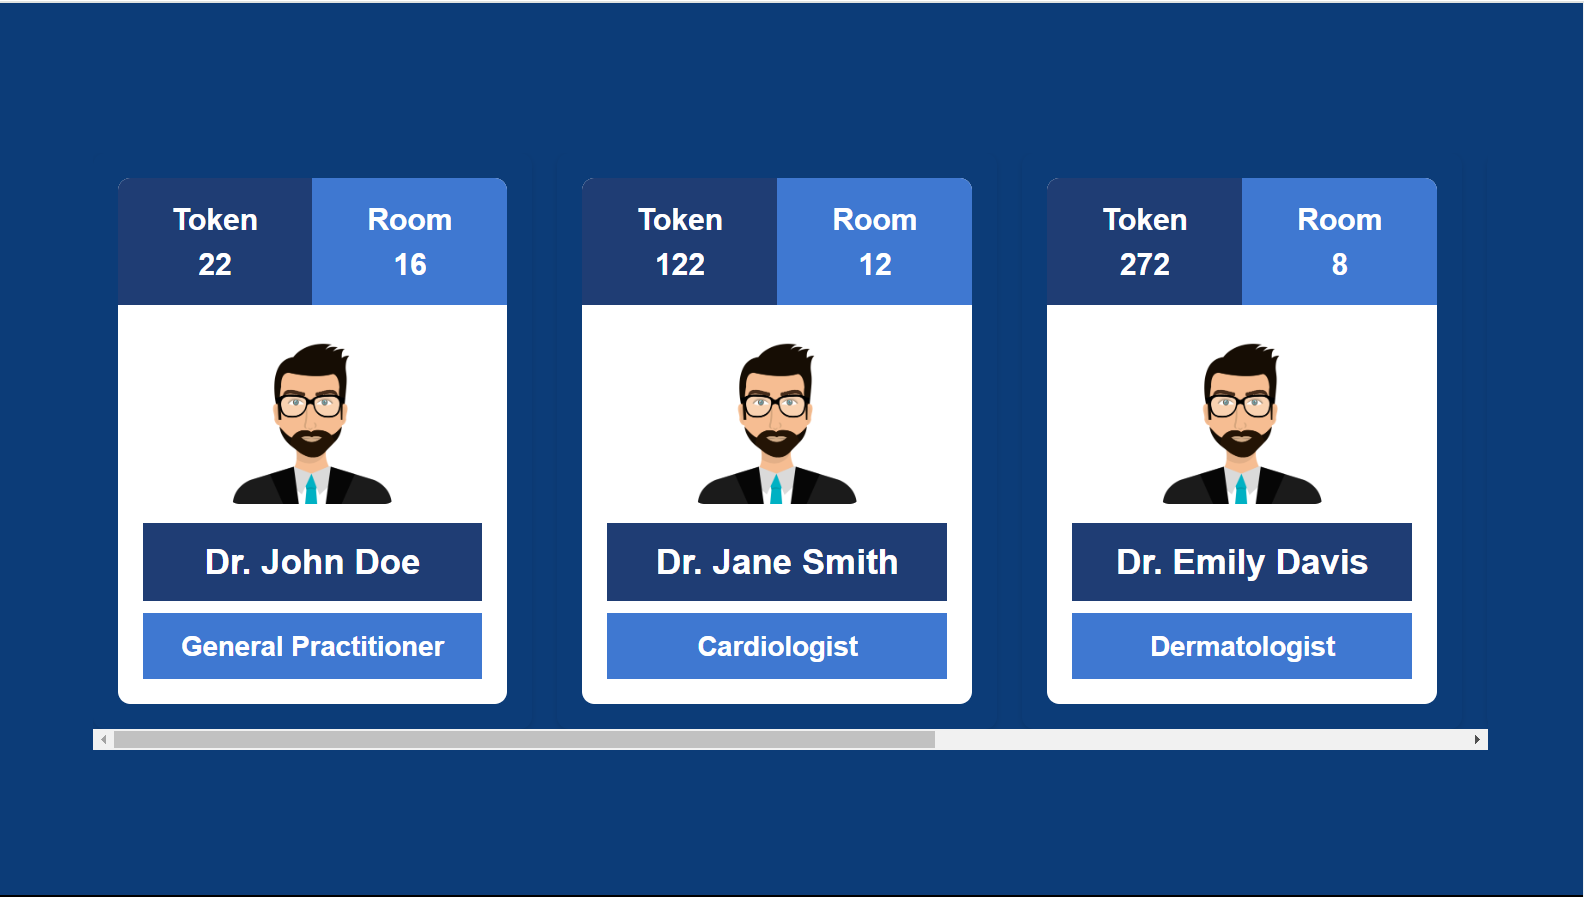 Token
22
Room
16
Dr. John Doe
General Practitioner
Token
122
Room
12
Dr. Jane Smith
Cardiologist
Token
272
Room
8
Dr. Emily Davis
Dermatologist